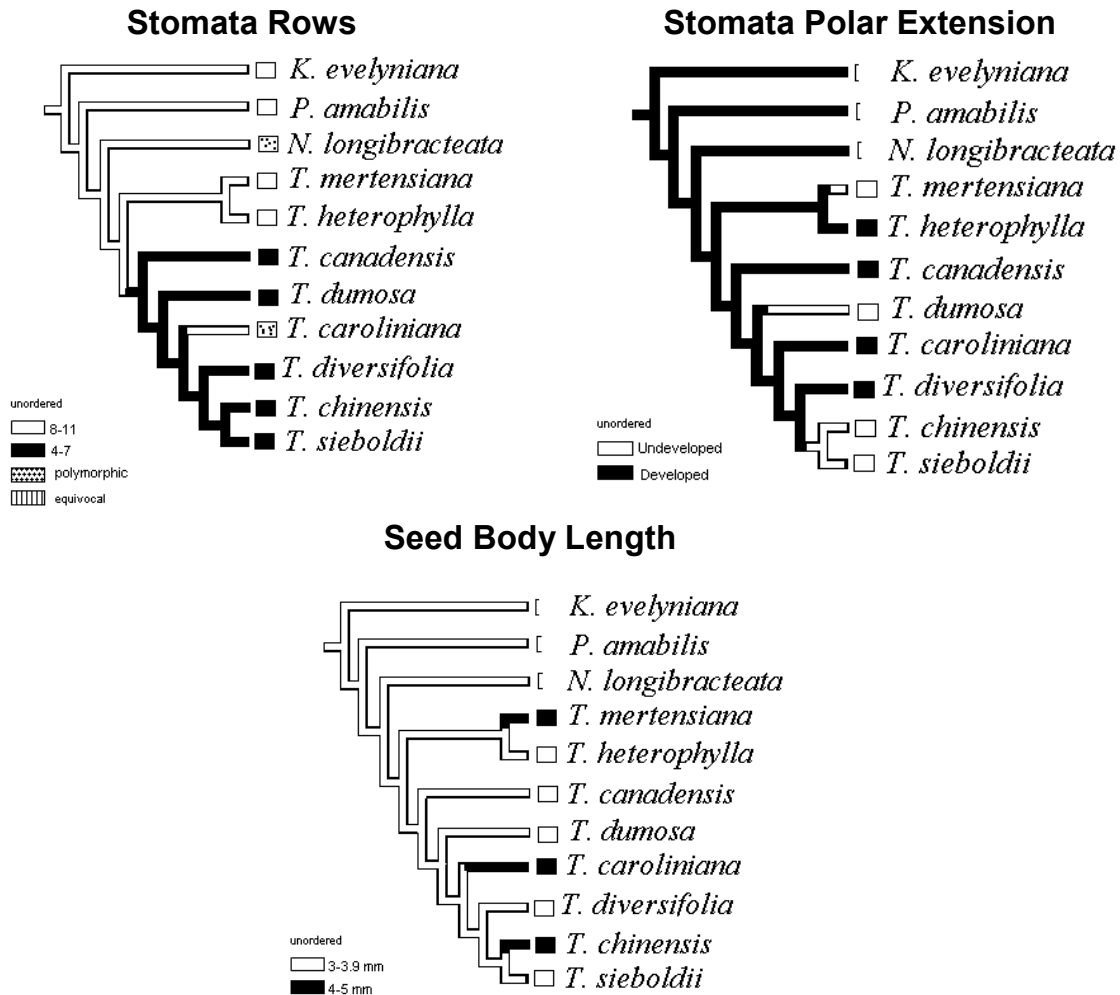 Stomata Rows
K. evelyniana
P. amabilis
N. longibracteata
T. mertensiana
T. heterophylla
T. canadensis
T. dumosa
T. caroliniana
T. diversifolia
T. chinensis
T. sieboldii
unordered
8-11
4-7
polymorphic
equivocal
Stomata Polar Extension
K. evelyniana
P. amabilis
N. longibracteata
T. mertensiana
T. heterophylla
T. canadensis
T. dumosa
T. caroliniana
T. diversifolia
T. chinensis
T. sieboldii
unordered
Undeveloped
Developed
Seed Body Length
K. evelyniana
P. amabilis
N. longibracteata
T. mertensiana
T. heterophylla
T. canadensis
T. dumosa
T. caroliniana
T. diversifolia
T. chinensis
T. sieboldii
unordered
3-3.9 mm
4-5 mm